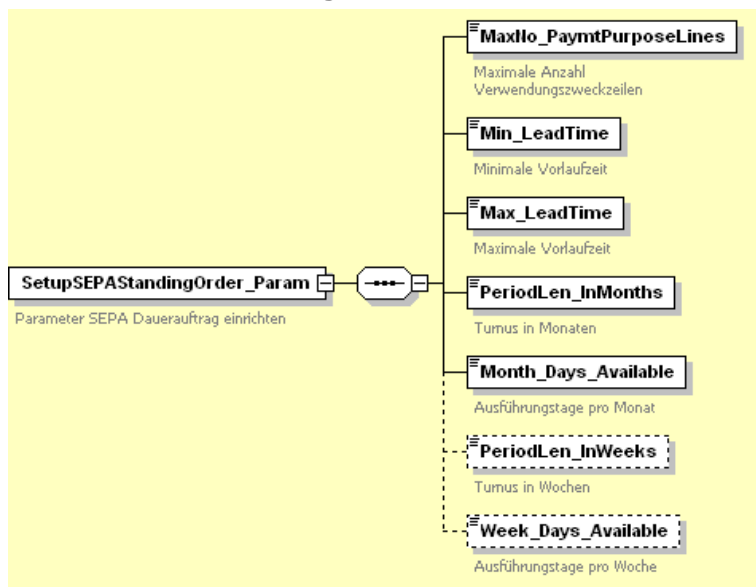 MaxNo_PaymtPurposeLines
Maximale Anzahl
Verwendungszweckzeilen
Min_LeadTime
Minimale Vorlaufzeit
Max_LeadTime
Maximale Vorlaufzeit
SetupSEPAStandingOrder_Param
Parameter SEPA Dauerauftrag einrichten
PeriodLen_InMonths
Turnus in Monaten
Month_Days_Available
Ausführungstage pro Monat
PeriodLen_InWeeks
Turnus in Wochen
Week_Days_Available
Ausführungstage pro Woche